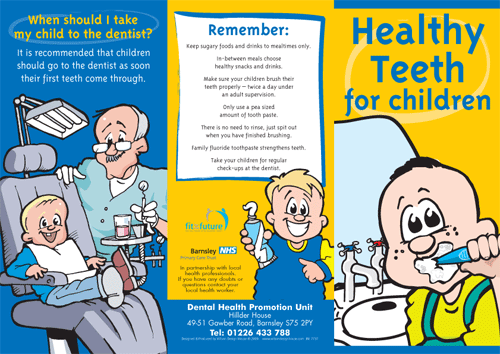 When should I take
my child to the dentist?
It is recommended that children
should go to the dentist as soon
their first teeth come through.
Remember:
Keep sugary foods and drinks to mealtimes only.
In-between meals choose
healthy snacks and drinks.
Make sure your children brush their
teeth properly – twice a day under
an adult supervision.
Only use a pea sized
amount of tooth paste.
There is no need to rinse, just spit out
when you have finished brushing.
Family fluoride toothpaste strengthens teeth.
Take your children for regular
check-ups at the dentist.
fit for future
Barnsley NHS
Primary Care Trust
In partnership with local
health professionals.
If you have any doubts or
questions contact your
local health worker.
Dental Health Promotion Unit
Hillder House
49-51 Gawber Road, Barnsley S75 2PY
Tel: 01226 433 788
Healthy
Teeth
for children